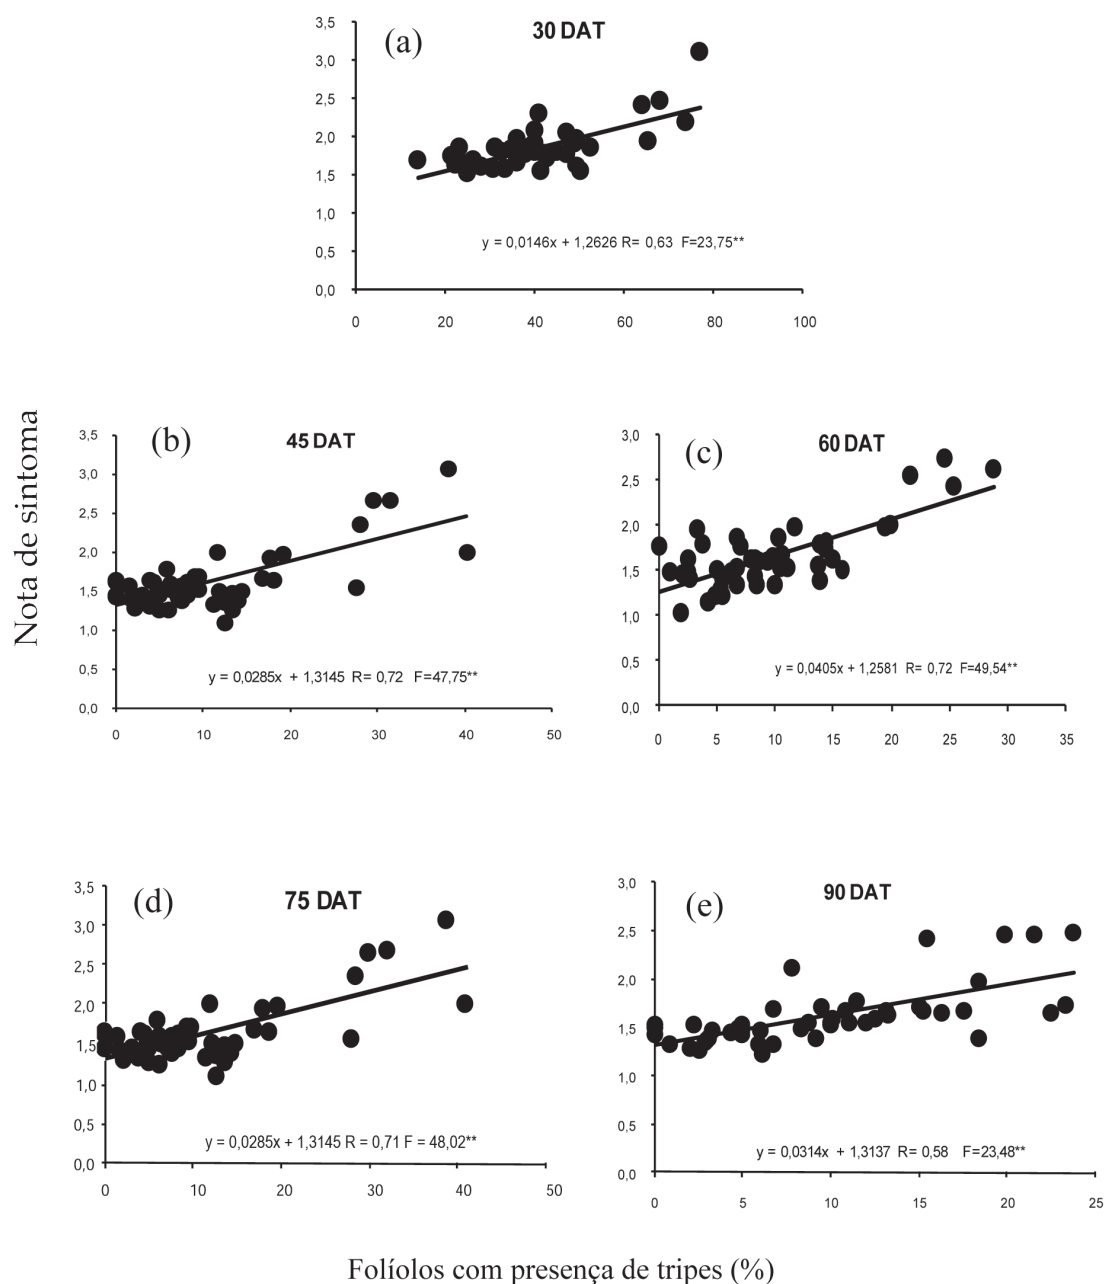 (a)
30 DAT
3,5
3,0
2,5
2,0
1,5
1,0
0,5
0,0
y = 0,0146x + 1,2626 R= 0,63 F=23,75**
0 20 40 60 80 100
Nota de sintoma
(b)
45 DAT
3,5
3,0
2,5
2,0
1,5
1,0
0,5
0,0
y = 0,0285x + 1,3145 R= 0,72 F=47,75**
0 10 20 30 40 50
(c)
60 DAT
3,0
2,5
2,0
1,5
1,0
0,5
0,0
y = 0,0405x + 1,2581 R= 0,72 F=49,54**
0 5 10 15 20 25 30 35
(d)
75 DAT
3,5
3,0
2,5
2,0
1,5
1,0
0,5
0,0
y = 0,0285x + 1,3145 R = 0,71 F = 48,02**
0 10 20 30 40 50
(e)
90 DAT
3,0
2,5
2,0
1,5
1,0
0,5
0,0
y = 0,0314x + 1,3137 R= 0,58 F=23,48**
0 5 10 15 20 25
Folíolos com presença de tripes (%)